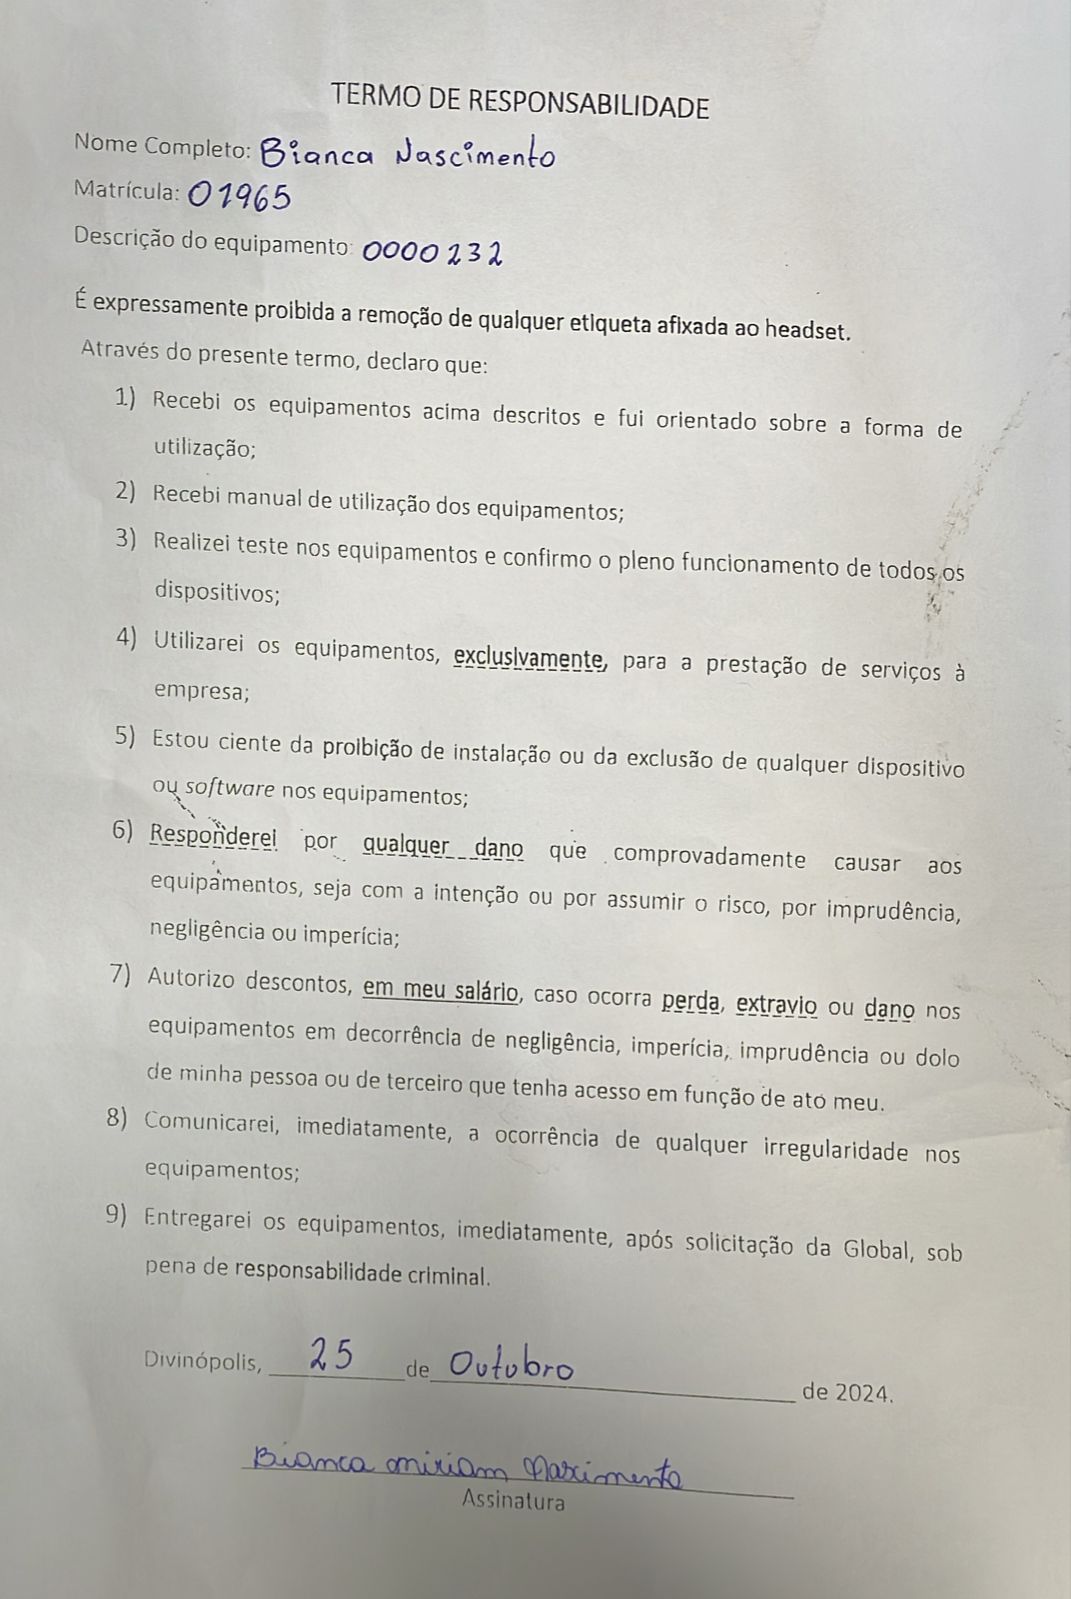 TERMO DE RESPONSABILIDADE
Nome Completo: Bianca Nascimento
Matrícula: 01965
Descrição do equipamento: 0000232
É expressamente proibida a remoção de qualquer etiqueta afixada ao headset.
Através do presente termo, declaro que:
1) Recebi os equipamentos acima descritos e fui orientado sobre a forma de
utilização;
2) Recebi manual de utilização dos equipamentos;
3) Realizei teste nos equipamentos e confirmo o pleno funcionamento de todos os
dispositivos;
4) Utilizarei os equipamentos, exclusivamente, para a prestação de serviços à
empresa;
5) Estou ciente da proibição de instalação ou da exclusão de qualquer dispositivo
ou software nos equipamentos;
6) Responderei por qualquer dano que comprovadamente causar aos
equipamentos, seja com a intenção ou por assumir o risco, por imprudência,
negligência ou imperícia;
7) Autorizo descontos, em meu salário, caso ocorra perda, extravio ou dano nos
equipamentos em decorrência de negligência, imperícia, imprudência ou dolo
de minha pessoa ou de terceiro que tenha acesso em função de ato meu.
8) Comunicarei, imediatamente, a ocorrência de qualquer irregularidade nos
equipamentos;
9) Entregarei os equipamentos, imediatamente, após solicitação da Global, sob
pena de responsabilidade criminal.
Divinópolis, 25 de Outubro de 2024.
Bianca Miriam Nascimento
Assinatura